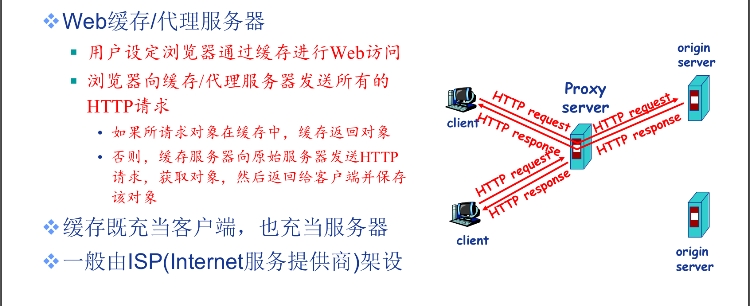 Web缓存/代理服务器
用户设定浏览器通过缓存进行Web访问
浏览器向缓存/代理服务器发送所有的
HTTP请求
如果所请求对象在缓存中，缓存返回对象
否则，缓存服务器向原始服务器发送HTTP
请求，获取对象，然后返回给客户端并保存
该对象
缓存既充当客户端，也充当服务器
一般由ISP(Internet服务提供商)架设
origin
server
Proxy
server
client
HTTP request
HTTP response
HTTP request
HTTP response
HTTP request
HTTP response
client
origin
server